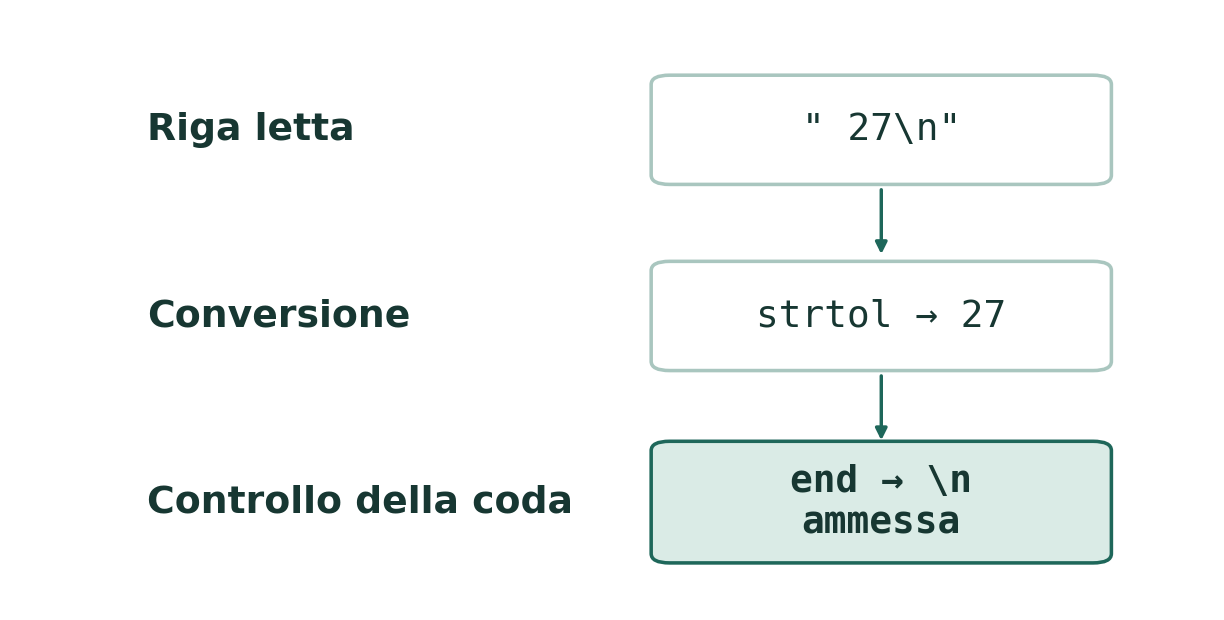 Riga letta
" 27\n"
Conversione
strtol → 27
Controllo della coda
end → \n
ammessa